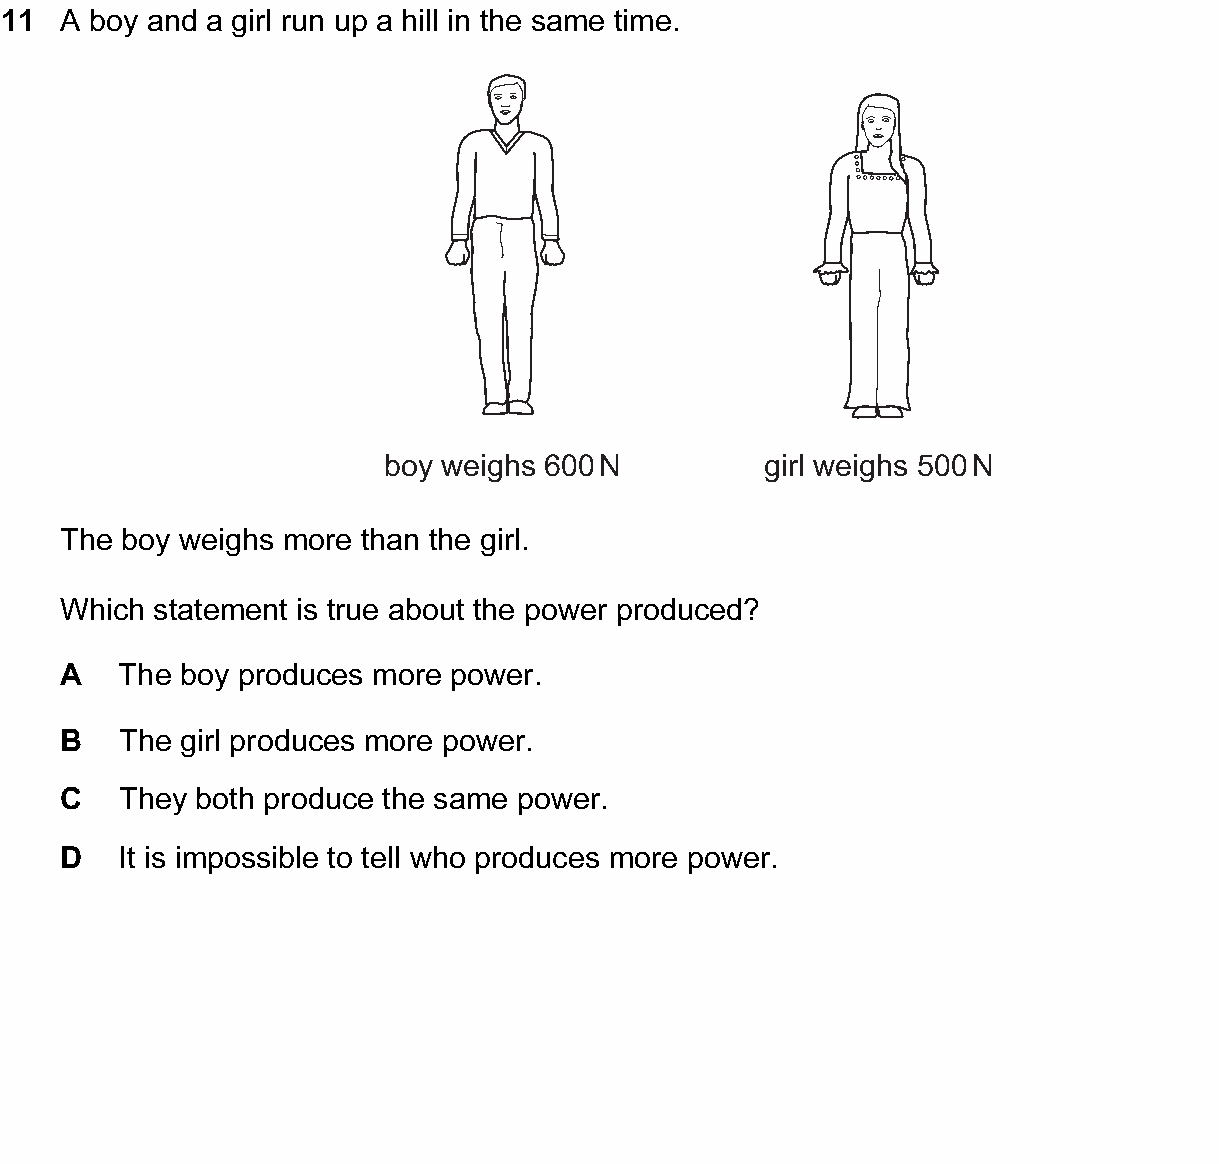 11 A boy and a girl run up a hill in the same time.
boy weighs 600 N girl weighs 500 N
The boy weighs more than the girl.
Which statement is true about the power produced?
A The boy produces more power.
B The girl produces more power.
C They both produce the same power.
D It is impossible to tell who produces more power.